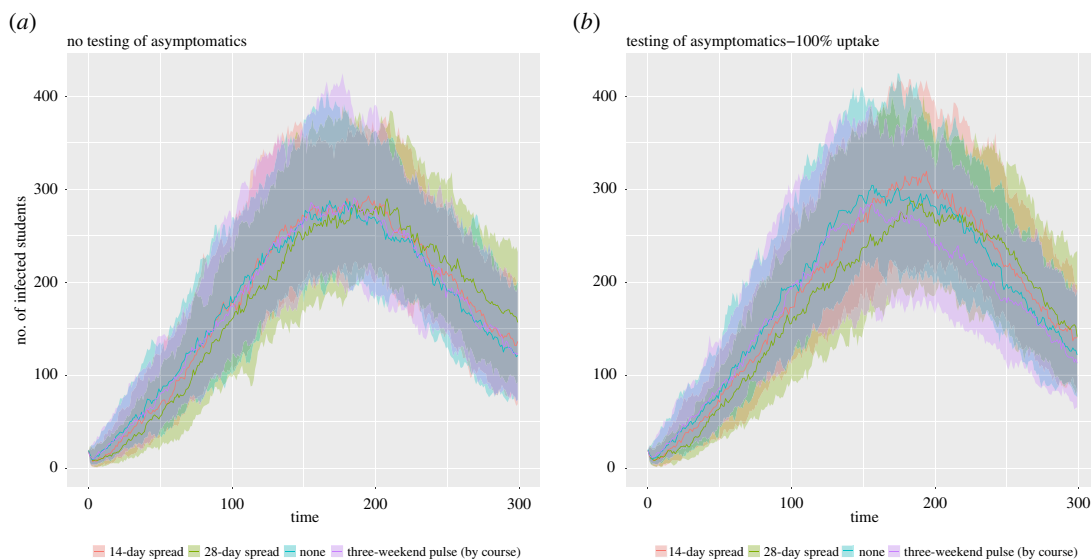 (a)
no testing of asymptomatics
400
300
200
100
0
no. of infected students
0 100 200 300
time
14-day spread 28-day spread none three-weekend pulse (by course)
(b)
testing of asymptomatics–100% uptake
400
300
200
100
0
0 100 200 300
time
14-day spread 28-day spread none three-weekend pulse (by course)